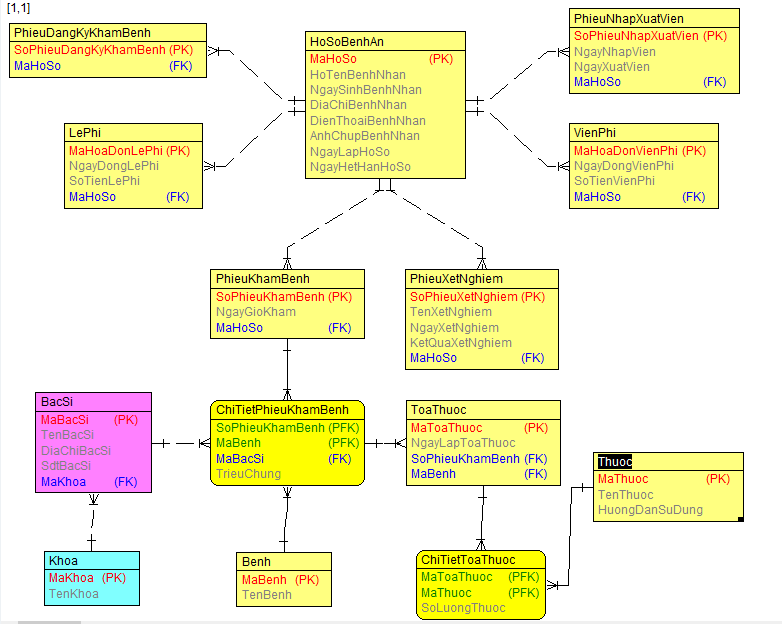 [1,1]
PhieuDangKyKhamBenh
SoPhieuDangKyKhamBenh (PK)
MaHoSo (FK)
HoSoBenhAn
MaHoSo (PK)
HoTenBenhNhan
NgaySinhBenhNhan
DiaChiBenhNhan
DienThoaiBenhNhan
AnhChupBenhNhan
NgayLapHoSo
NgayHetHanHoSo
PhieuNhapXuatVien
SoPhieuNhapXuatVien (PK)
NgayNhapVien
NgayXuatVien
MaHoSo (FK)
LePhi
MaHoaDonLePhi (PK)
NgayDongLePhi
SoTienLePhi
MaHoSo (FK)
VienPhi
MaHoaDonVienPhi (PK)
NgayDongVienPhi
SoTienVienPhi
MaHoSo (FK)
PhieuKhamBenh
SoPhieuKhamBenh (PK)
NgayGioKham
MaHoSo (FK)
PhieuXetNghiem
SoPhieuXetNghiem (PK)
TenXetNghiem
NgayXetNghiem
KetQuaXetNghiem
MaHoSo (FK)
BacSi
MaBacSi (PK)
TenBacSi
DiaChiBacSi
SdtBacSi
MaKhoa (FK)
ChiTietPhieuKhamBenh
SoPhieuKhamBenh (PFK)
MaBenh (PFK)
MaBacSi (FK)
TrieuChung
ToaThuoc
MaToaThuoc (PK)
NgayLapToaThuoc
SoPhieuKhamBenh (FK)
MaBenh (FK)
Thuoc
MaThuoc (PK)
TenThuoc
HuongDanSuDung
Khoa
MaKhoa (PK)
TenKhoa
Benh
MaBenh (PK)
TenBenh
ChiTietToaThuoc
MaToaThuoc (PFK)
MaThuoc (PFK)
SoLuongThuoc